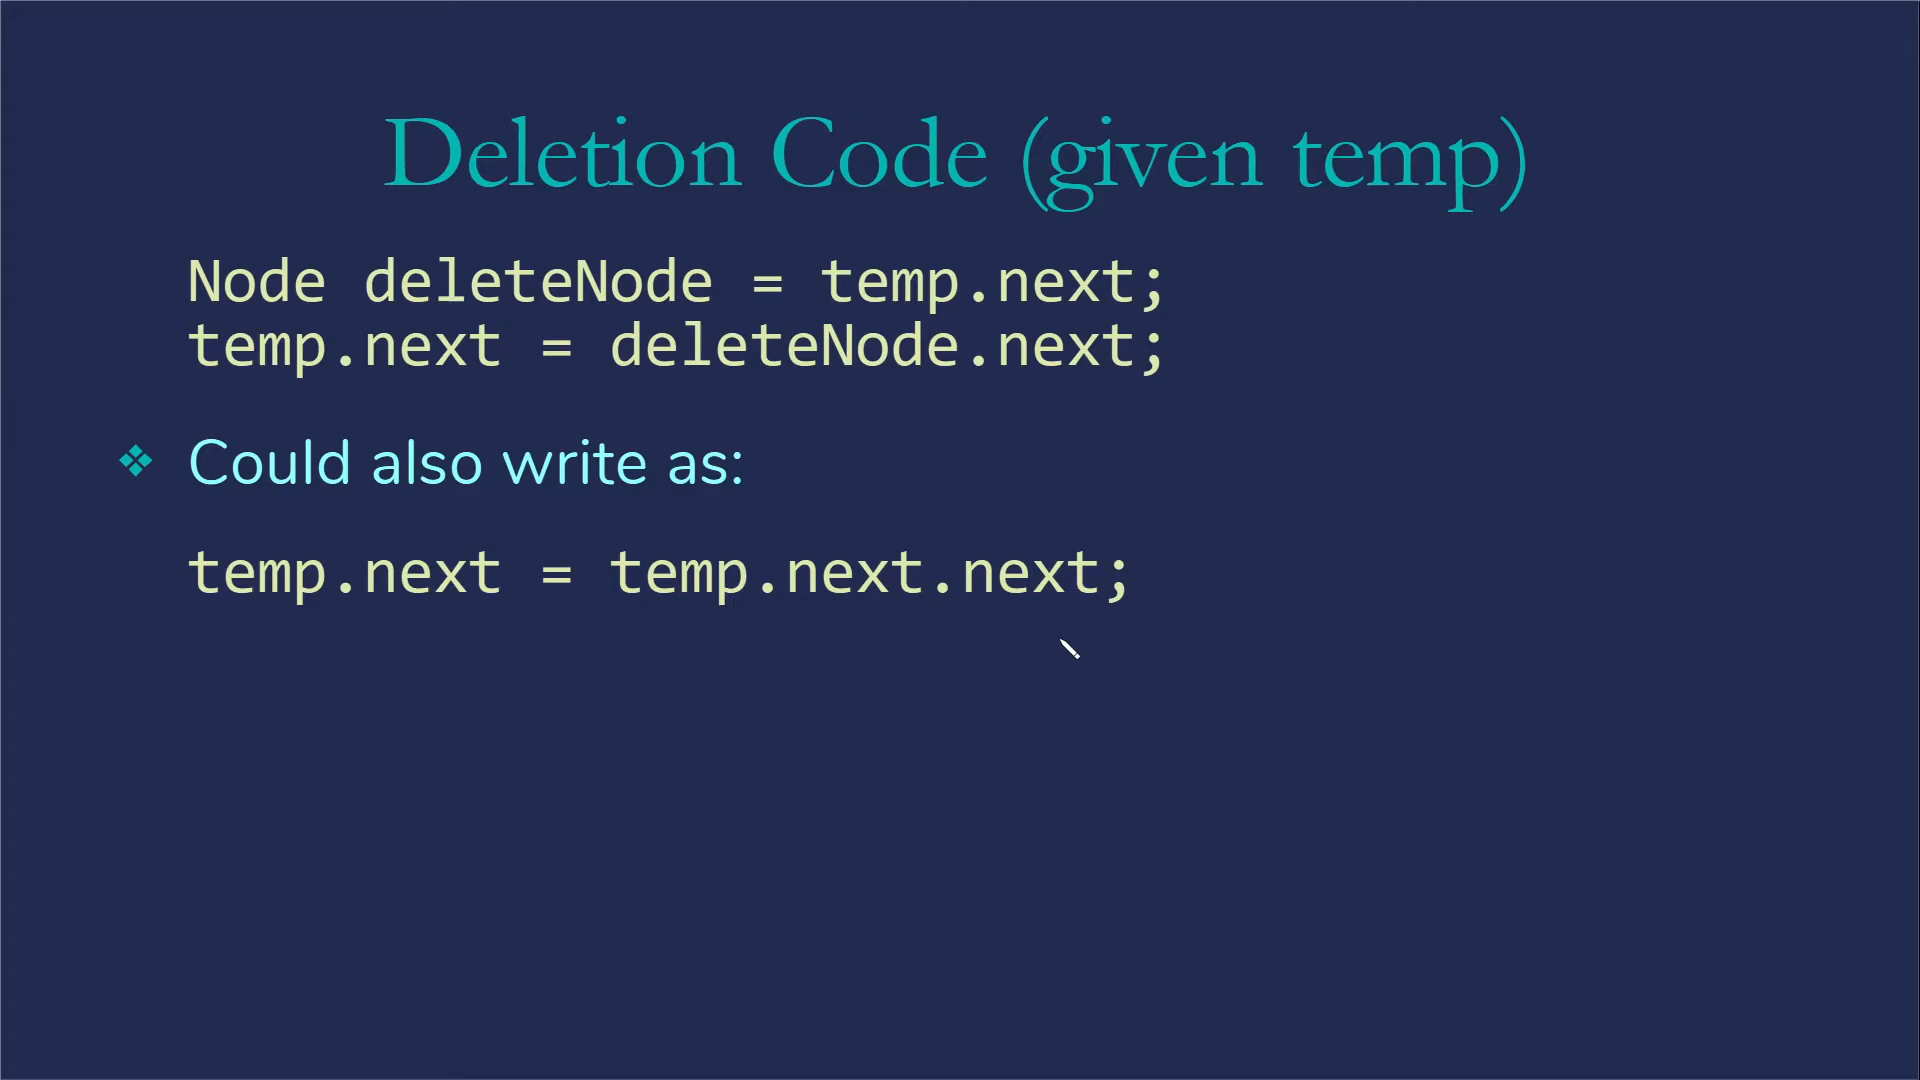 Deletion Code (given temp)
Node deleteNode = temp.next;
temp.next = deleteNode.next;
❖ Could also write as:
temp.next = temp.next.next;